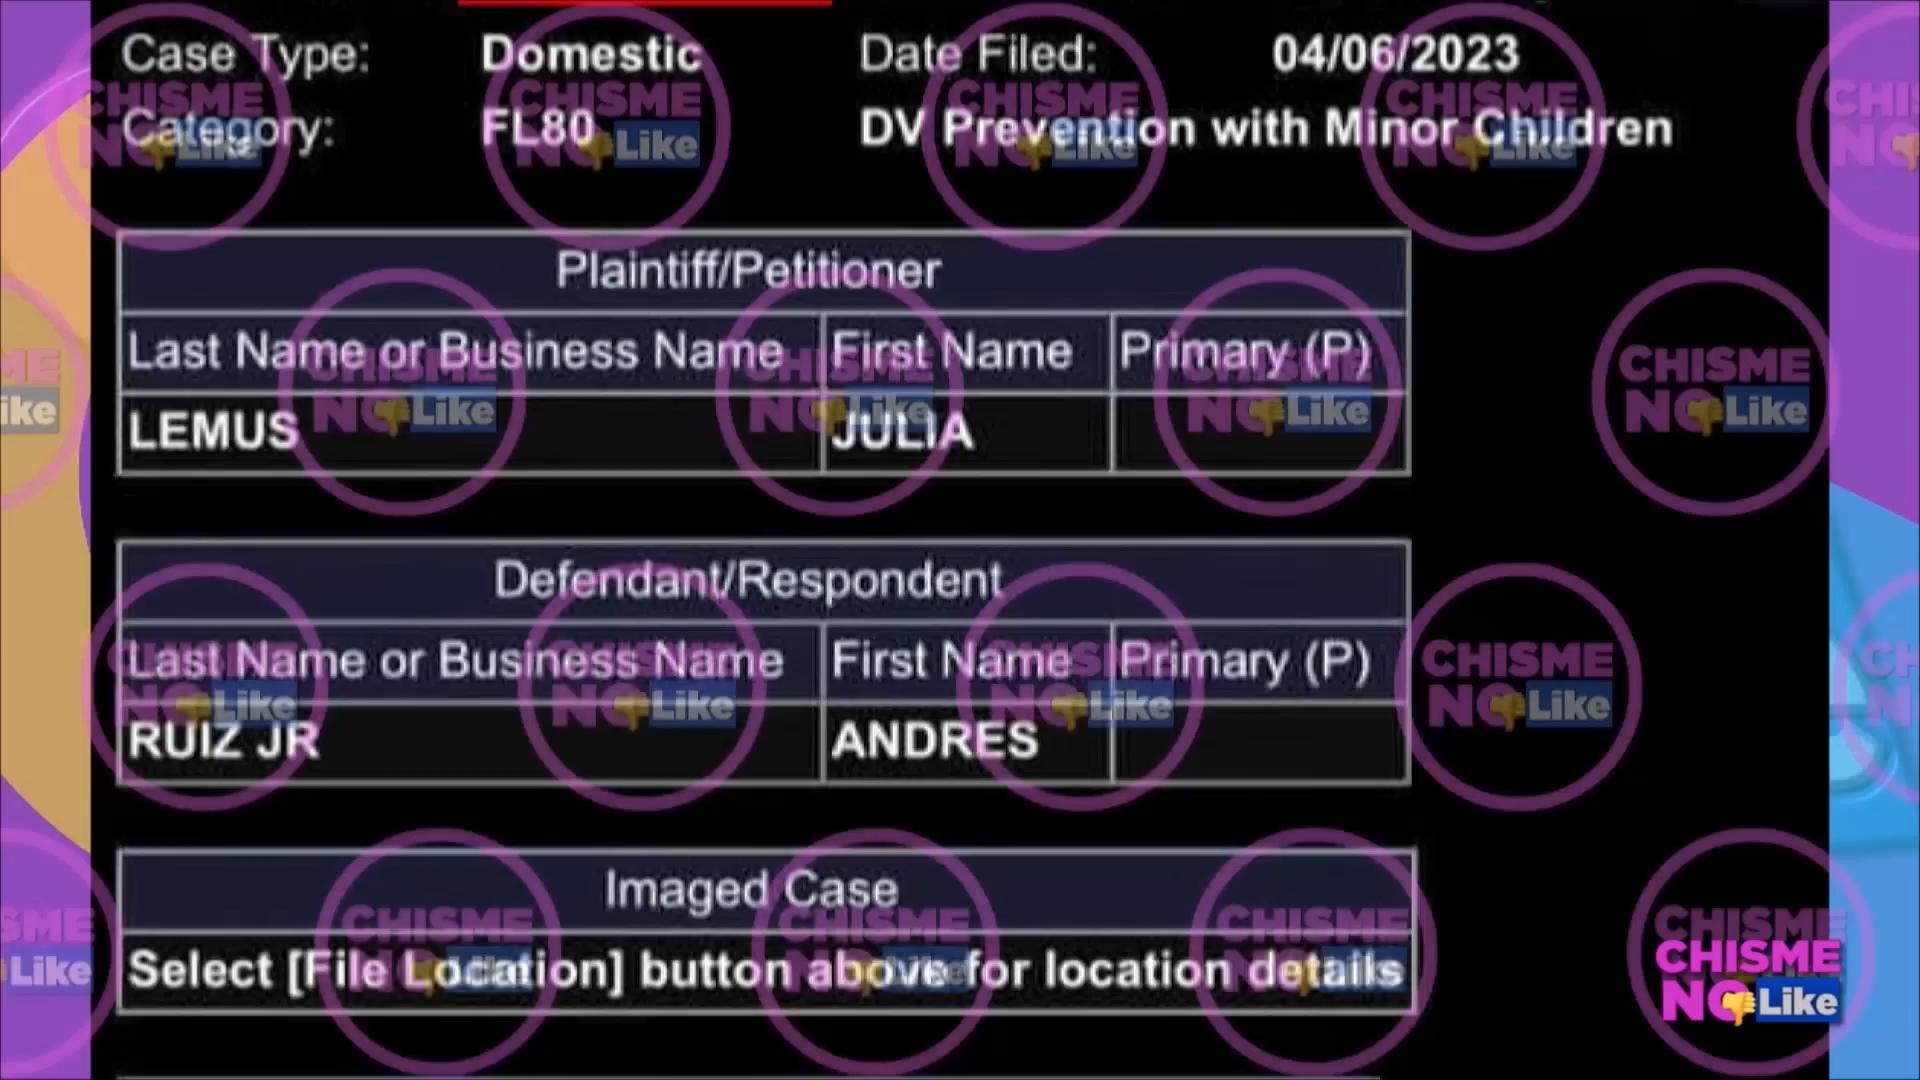 Case Type: Domestic Date Filed: 04/06/2023
Category: FL80 DV Prevention with Minor Children
Plaintiff/Petitioner
Last Name or Business Name First Name Primary (P)
LEMUS JULIA
Defendant/Respondent
Last Name or Business Name First Name Primary (P)
RUIZ JR ANDRES
Imaged Case
Select [File Location] button above for location details
CHISME
NO Like